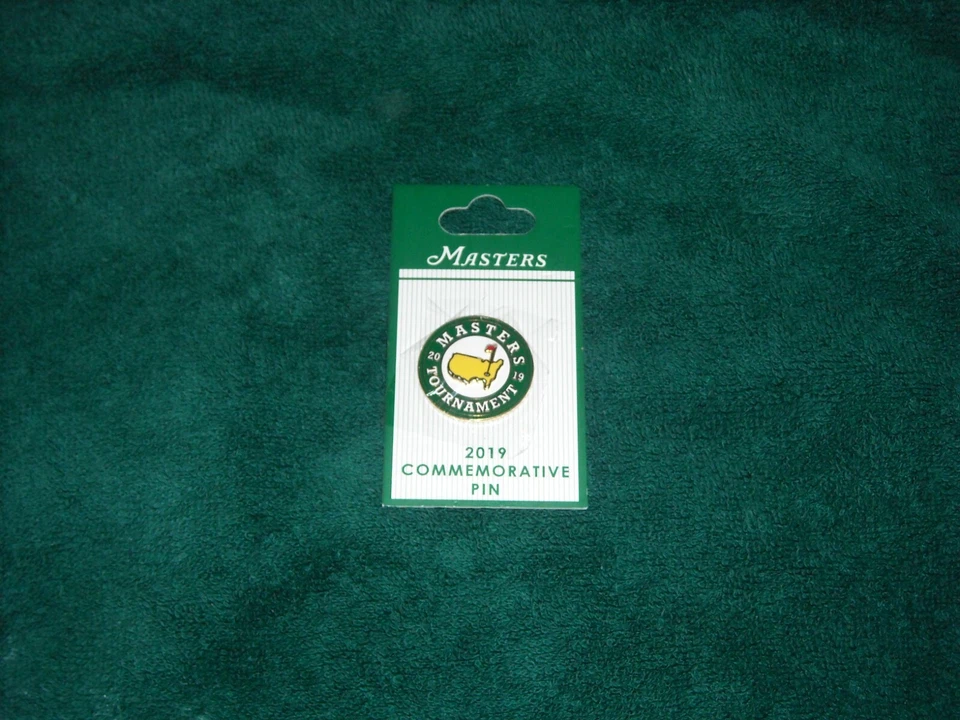 MASTERS
MASTERS
20 19
TOURNAMENT
2019
COMMEMORATIVE
PIN